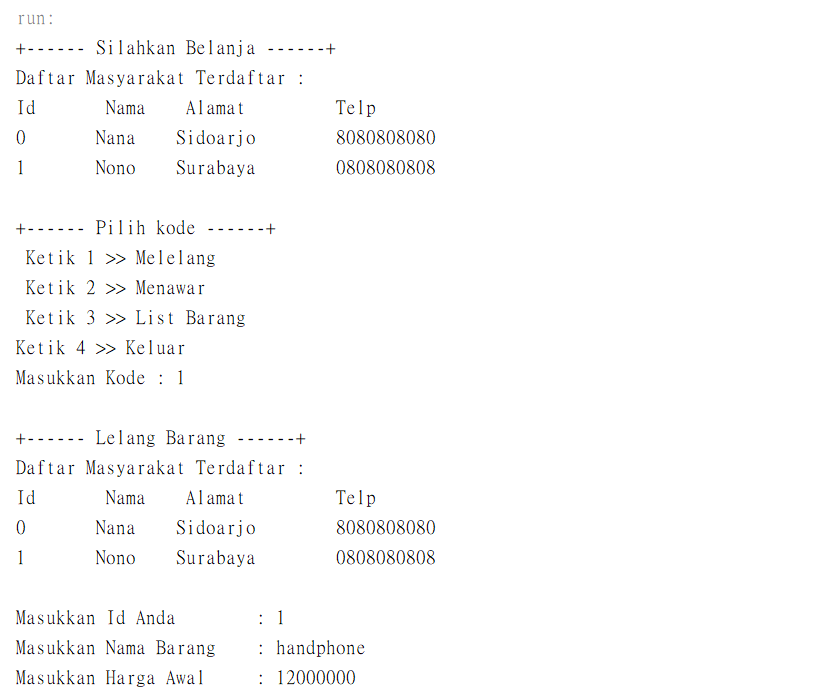 run:
+------ Silahkan Belanja ------+
Daftar Masyarakat Terdaftar :
Id       Nama    Alamat         Telp
0       Nana    Sidoarjo        8080808080
1       Nono    Surabaya        0808080808
+------ Pilih kode ------+
 Ketik 1 >> Melelang
 Ketik 2 >> Menawar
 Ketik 3 >> List Barang
Ketik 4 >> Keluar
Masukkan Kode : 1
+------ Lelang Barang ------+
Daftar Masyarakat Terdaftar :
Id       Nama    Alamat         Telp
0       Nana    Sidoarjo        8080808080
1       Nono    Surabaya        0808080808
Masukkan Id Anda        : 1
Masukkan Nama Barang    : handphone
Masukkan Harga Awal     : 12000000